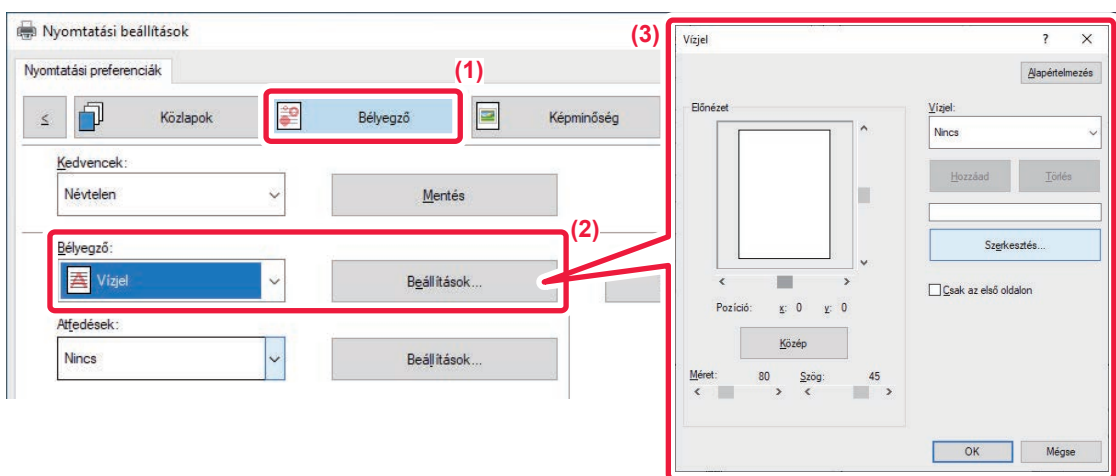 Nyomtatási beállítások
Nyomtatási preferenciák
(1)
≤ Közlapok Bélyegző Képminőség
Kedvencek:
Névtelen Mentés
(2)
Bélyegző:
Vízjel Beállítások...
Átfedések:
Nincs Beállítások...
(3)
Vízjel ? X
Alapértelmezés
Előnézet
Vízjel:
Nincs
Hozzáad Törlés
Szerkesztés...
Csak az első oldalon
Pozíció: x: 0 y: 0
Közép
Méret: 80 Szög: 45
OK Mégse